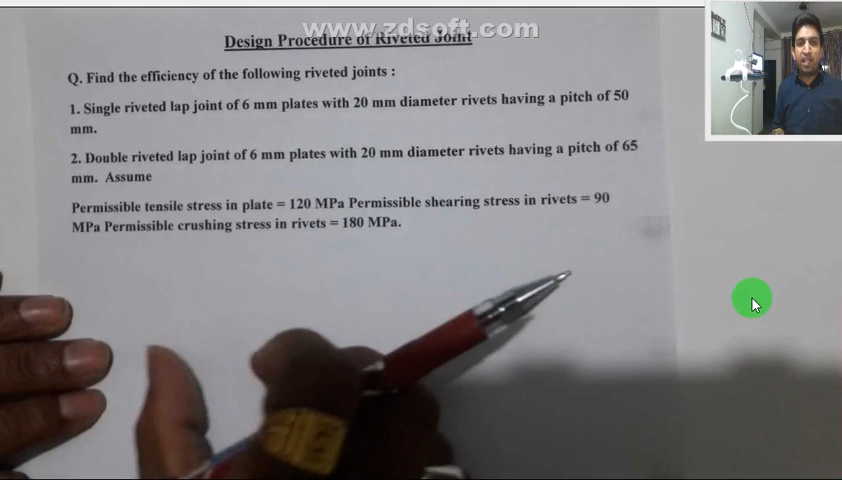 www.zdsoft.com
Design Procedure of Riveted Joint
Q. Find the efficiency of the following riveted joints :
1. Single riveted lap joint of 6 mm plates with 20 mm diameter rivets having a pitch of 50
mm.
2. Double riveted lap joint of 6 mm plates with 20 mm diameter rivets having a pitch of 65
mm. Assume
Permissible tensile stress in plate = 120 MPa Permissible shearing stress in rivets = 90
MPa Permissible crushing stress in rivets = 180 MPa.